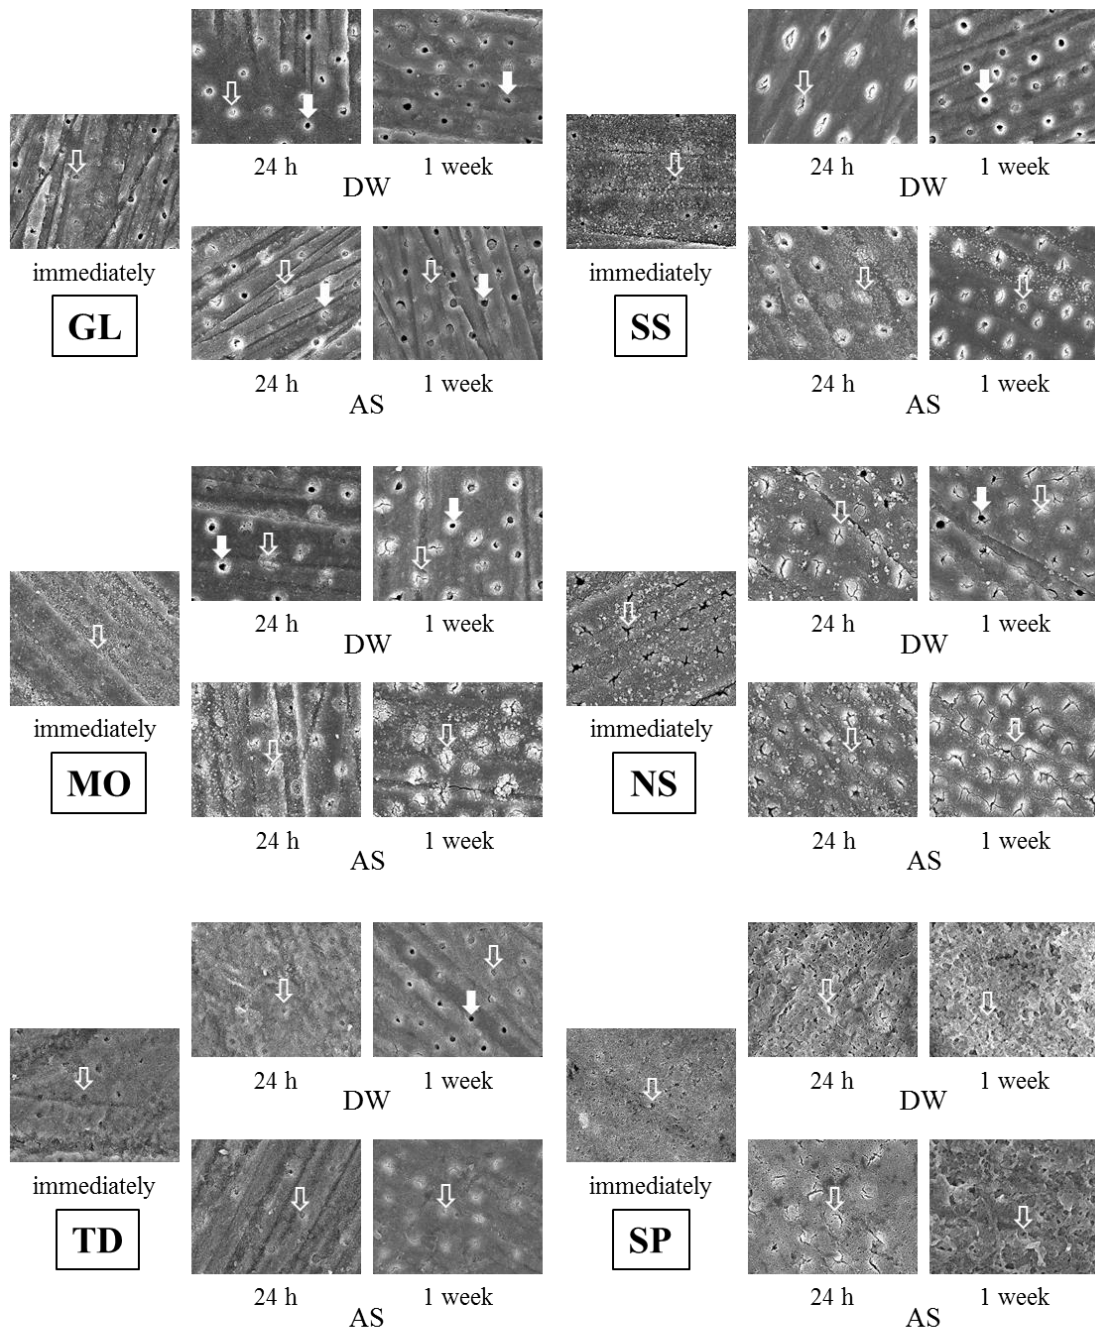 24 h 1 week
DW
immediately
GL
24 h 1 week
AS
24 h 1 week
DW
immediately
SS
24 h 1 week
AS
24 h 1 week
DW
immediately
MO
24 h 1 week
AS
24 h 1 week
DW
immediately
NS
24 h 1 week
AS
24 h 1 week
DW
immediately
TD
24 h 1 week
AS
24 h 1 week
DW
immediately
SP
24 h 1 week
AS